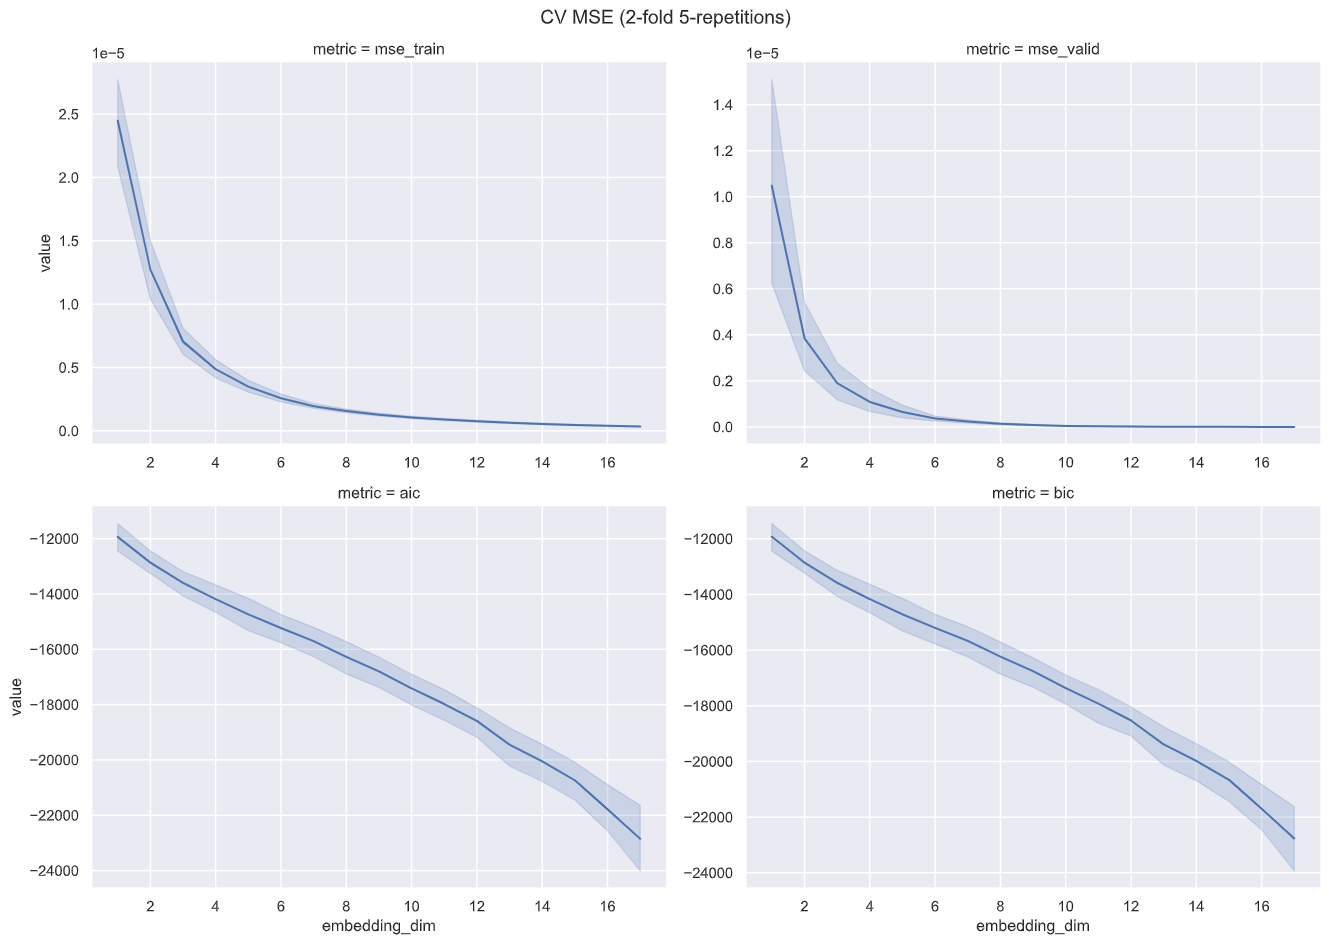 CV MSE (2-fold 5-repetitions)
metric = mse_train
1e−5
2.5
2.0
1.5
1.0
0.5
0.0
value
2 4 6 8 10 12 14 16
metric = mse_valid
1e−5
1.4
1.2
1.0
0.8
0.6
0.4
0.2
0.0
2 4 6 8 10 12 14 16
metric = aic
−12000
−14000
−16000
−18000
−20000
−22000
−24000
value
2 4 6 8 10 12 14 16
embedding_dim
metric = bic
−12000
−14000
−16000
−18000
−20000
−22000
−24000
2 4 6 8 10 12 14 16
embedding_dim